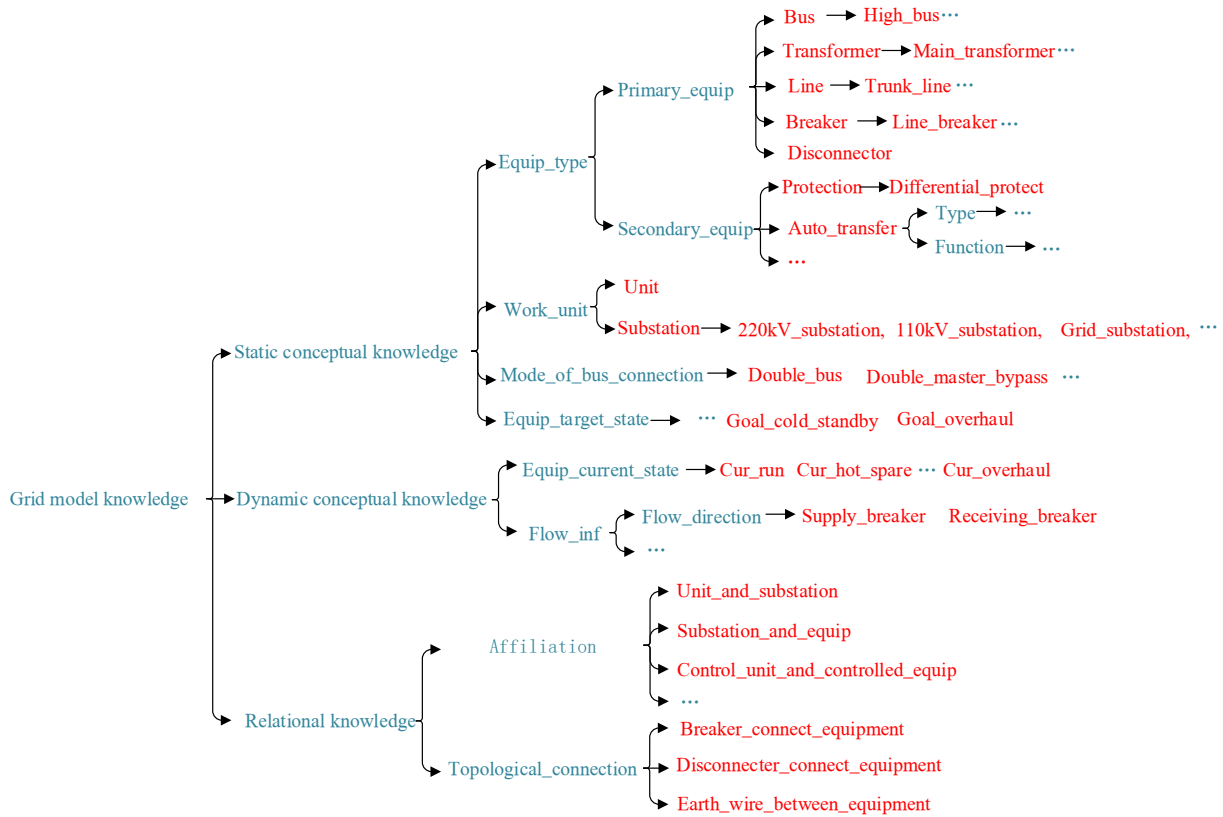 Bus High_bus…
Transformer Main_transformer…
Primary_equip Line Trunk_line …
Breaker Line_breaker…
Disconnector
Equip_type
Protection Differential_protect
Type …
Secondary_equip Auto_transfer
Function …
…
Unit
Work_unit
Substation 220kV_substation, 110kV_substation, Grid_substation, …
Static conceptual knowledge
Mode_of_bus_connection Double_bus Double_master_bypass …
Equip_target_state … Goal_cold_standby Goal_overhaul
Equip_current_state Cur_run Cur_hot_spare … Cur_overhaul
Grid model knowledge Dynamic conceptual knowledge
Flow_direction Supply_breaker Receiving_breaker
Flow_inf
…
Unit_and_substation
Substation_and_equip
Affiliation
Control_unit_and_controlled_equip
…
Relational knowledge
Breaker_connect_equipment
Topological_connection Disconnecter_connect_equipment
Earth_wire_between_equipment